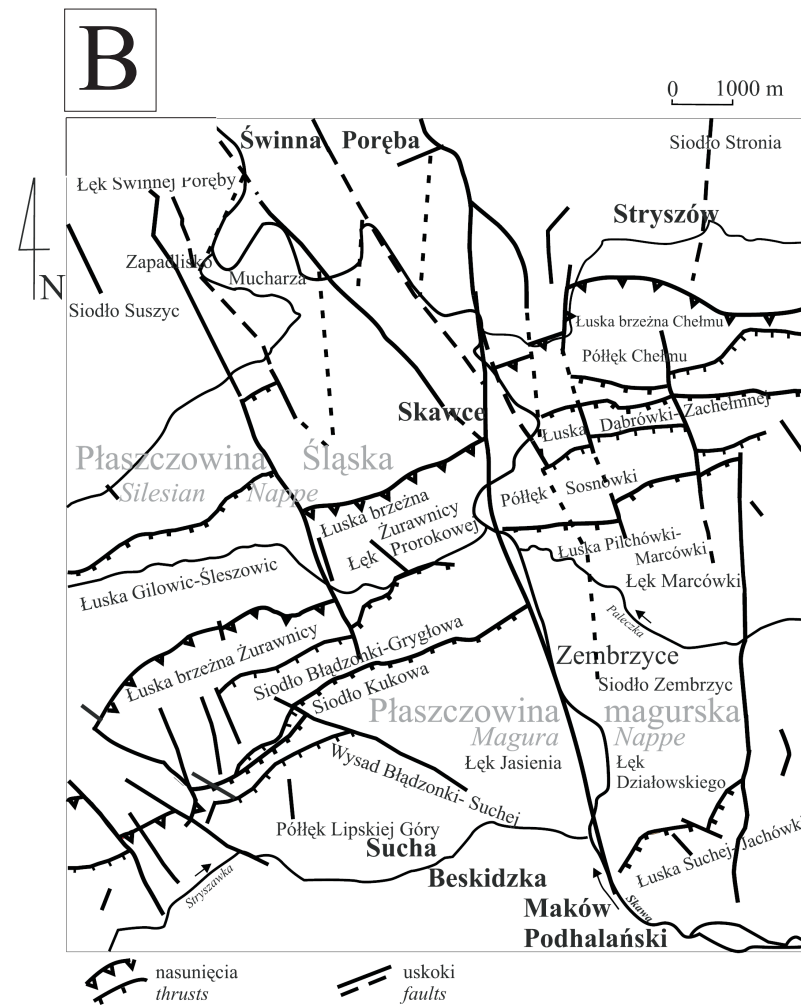 B
0 1000 m
Świnna Poręba
Siodło Stronia
Łęk Świnnej Poręby
Stryszów
Zapadlisko
Mucharza
N
Siodło Suszyc
Łuska brzeżna Chełmu
Półłęk Chełmu
Skawce
Łuska Dąbrówki-Zachełmnej
Płaszczowina Śląska
Silesian Nappe
Półłęk Sosnówki
Łuska brzeżna
Żurawnicy
Łęk Prorokowej
Łuska Pilchówki-
Marcówki
Łuska Gilowic-Śleszowic
Łęk Marcówki
Paleczka
Łuska brzeżna Żurawnicy
Siodło Błądzonki-Grygłowa
Zembrzyce
Siodło Kukowa
Siodło Zembrzyc
Płaszczowina magurska
Magura Nappe
Wysad Błądzonki- Suchej
Łęk Jasienia
Łęk
Działowskiego
Półłęk Lipskiej Góry
Sucha
Beskidzka
Łuska Suchej- Jachówki
Stryszawka
Skawa
Maków
Podhalański
nasunięcia
thrusts
uskoki
faults